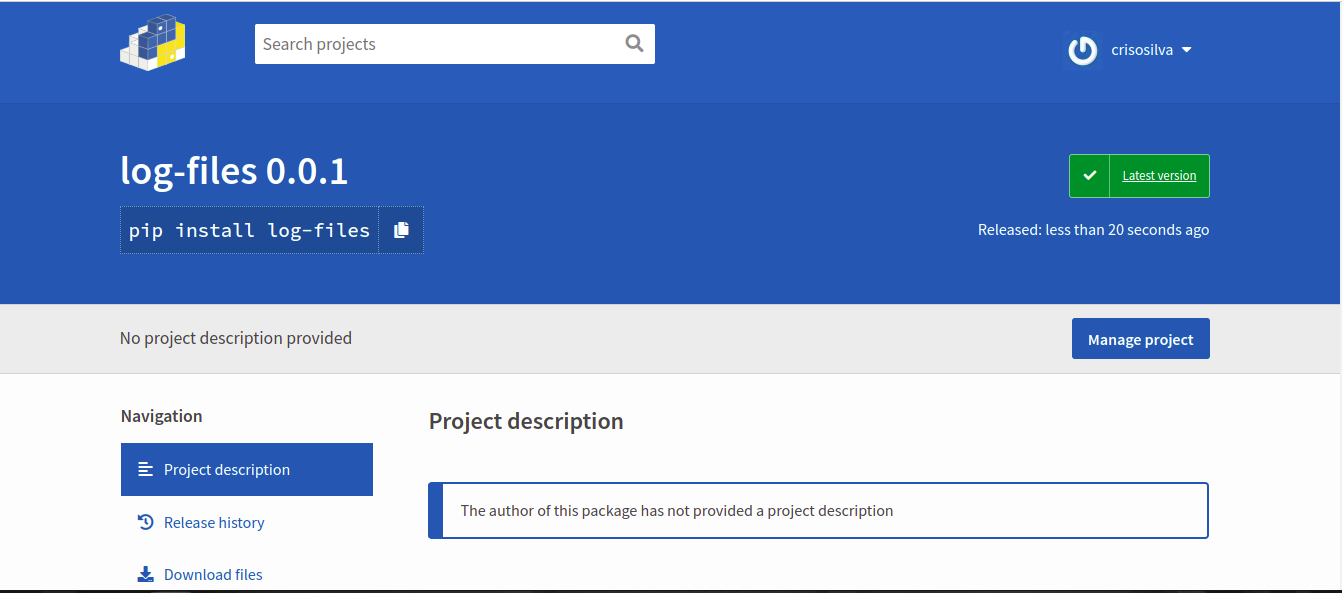 Search projects
crisosilva
log-files 0.0.1
Latest version
pip install log-files
Released: less than 20 seconds ago
No project description provided
Manage project
Navigation
Project description
Project description
The author of this package has not provided a project description
Release history
Download files